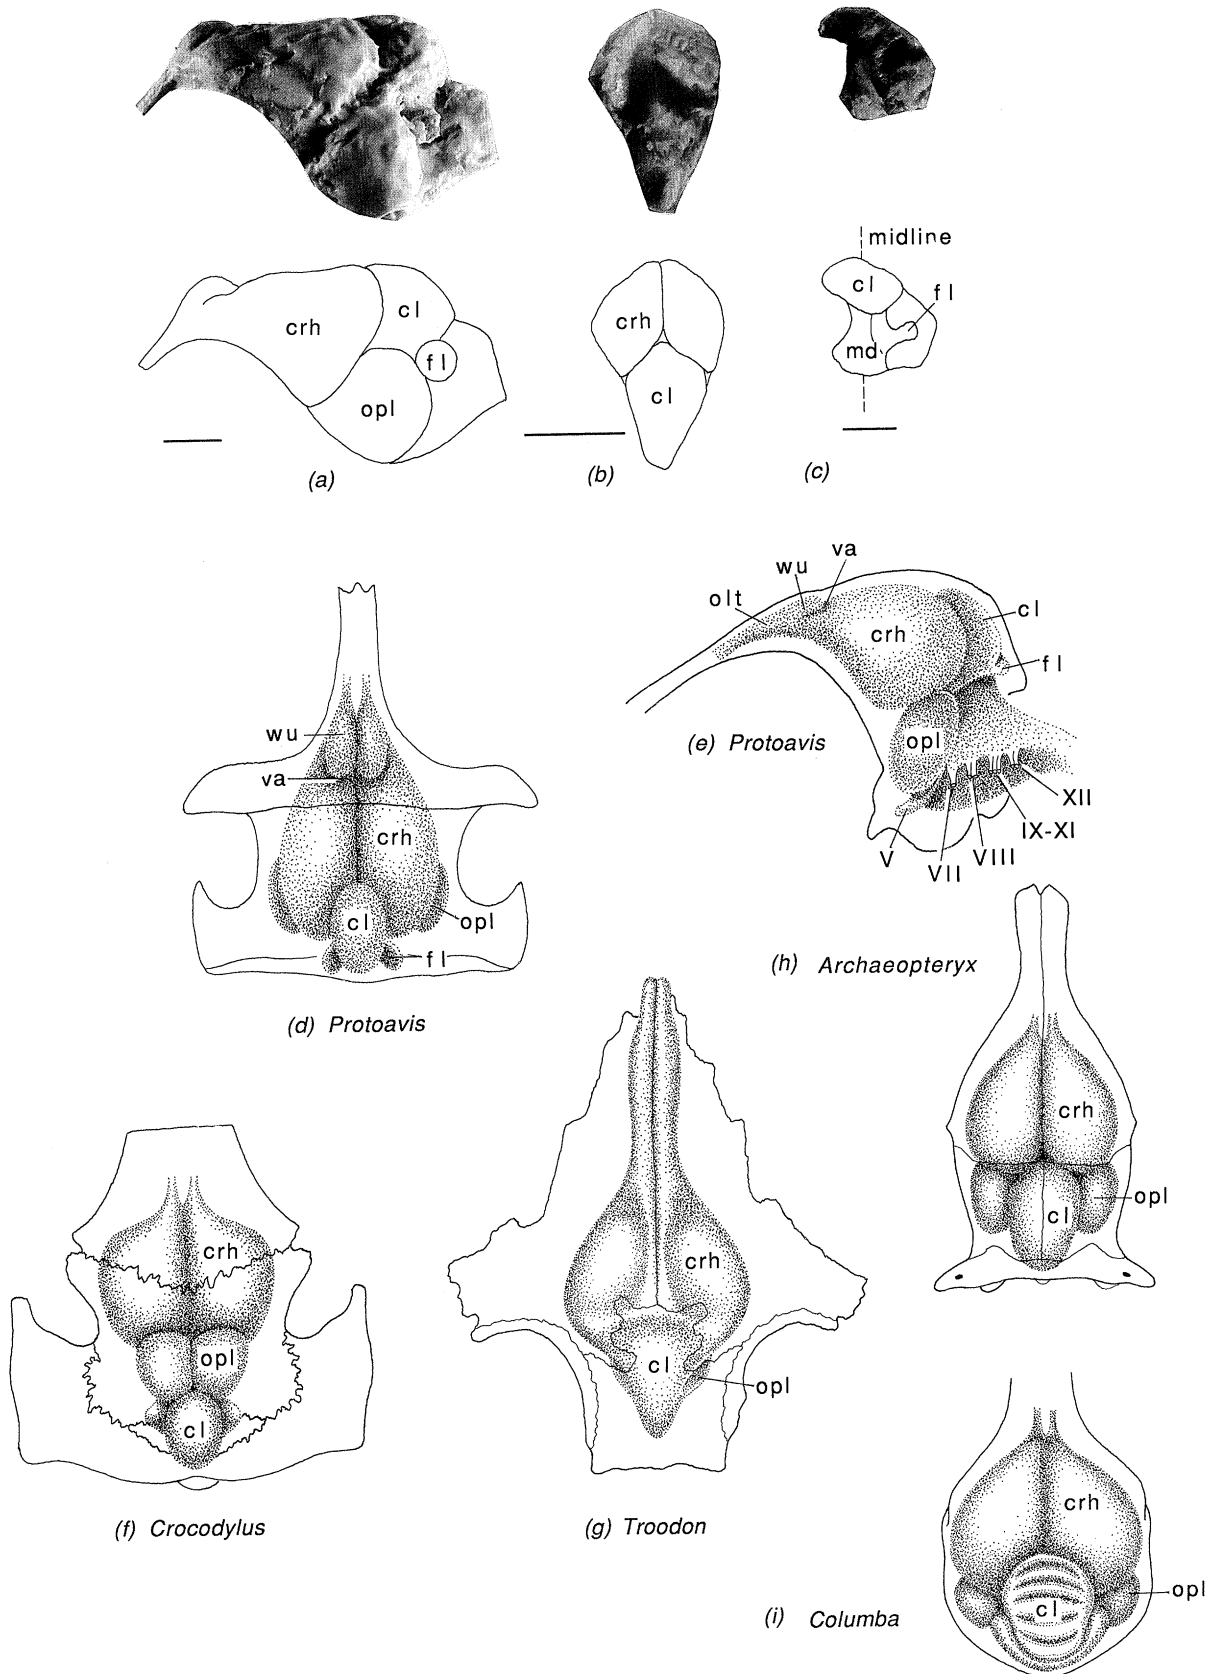 midline
cl
fl
md
crh
cl
fl
opl
crh
cl
(a)
(b)
(c)
wu
va
crh
cl
opl
fl
(d) Protoavis
va
wu
olt
crh
cl
fl
opl
(e) Protoavis
V
VII
VIII
IX-XI
XII
(h) Archaeopteryx
crh
opl
cl
crh
opl
cl
(f) Crocodylus
crh
cl
opl
(g) Troodon
crh
opl
cl
(i) Columba